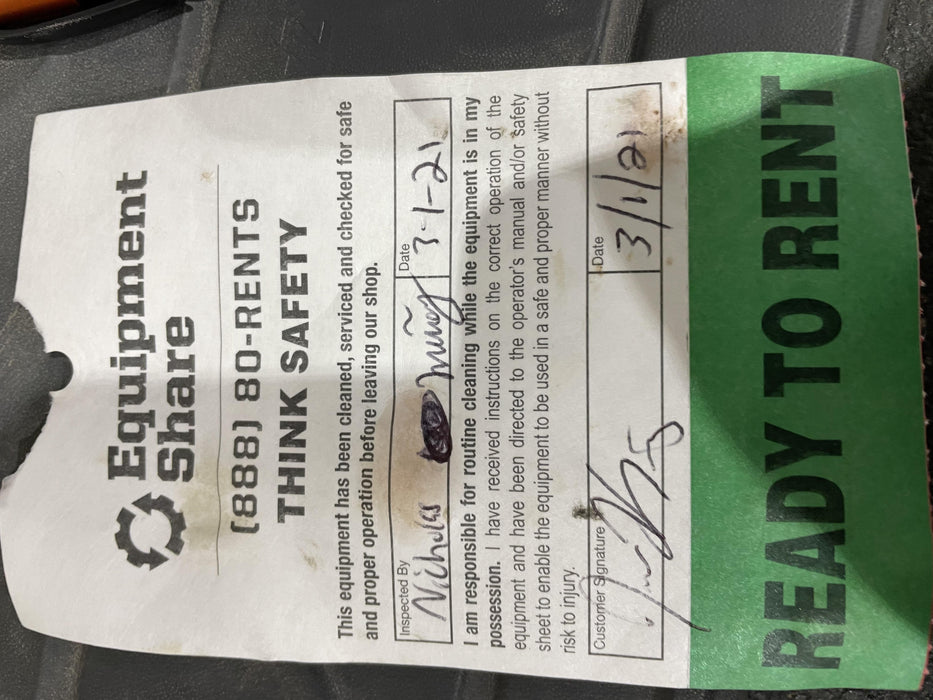 Equipment
Share
(888) 80-RENTS
THINK SAFETY
This equipment has been cleaned, serviced and checked for safe
and proper operation before leaving our shop.
Inspected By
Date
Nicholas Muñoz 3-1-21
I am responsible for routine cleaning while the equipment is in my
possession. I have received instructions on the correct operation of the
equipment and have been directed to the operator's manual and/or safety
sheet to enable the equipment to be used in a safe and proper manner without
risk to injury.
Customer Signature
Date
3/1/21
READY TO RENT